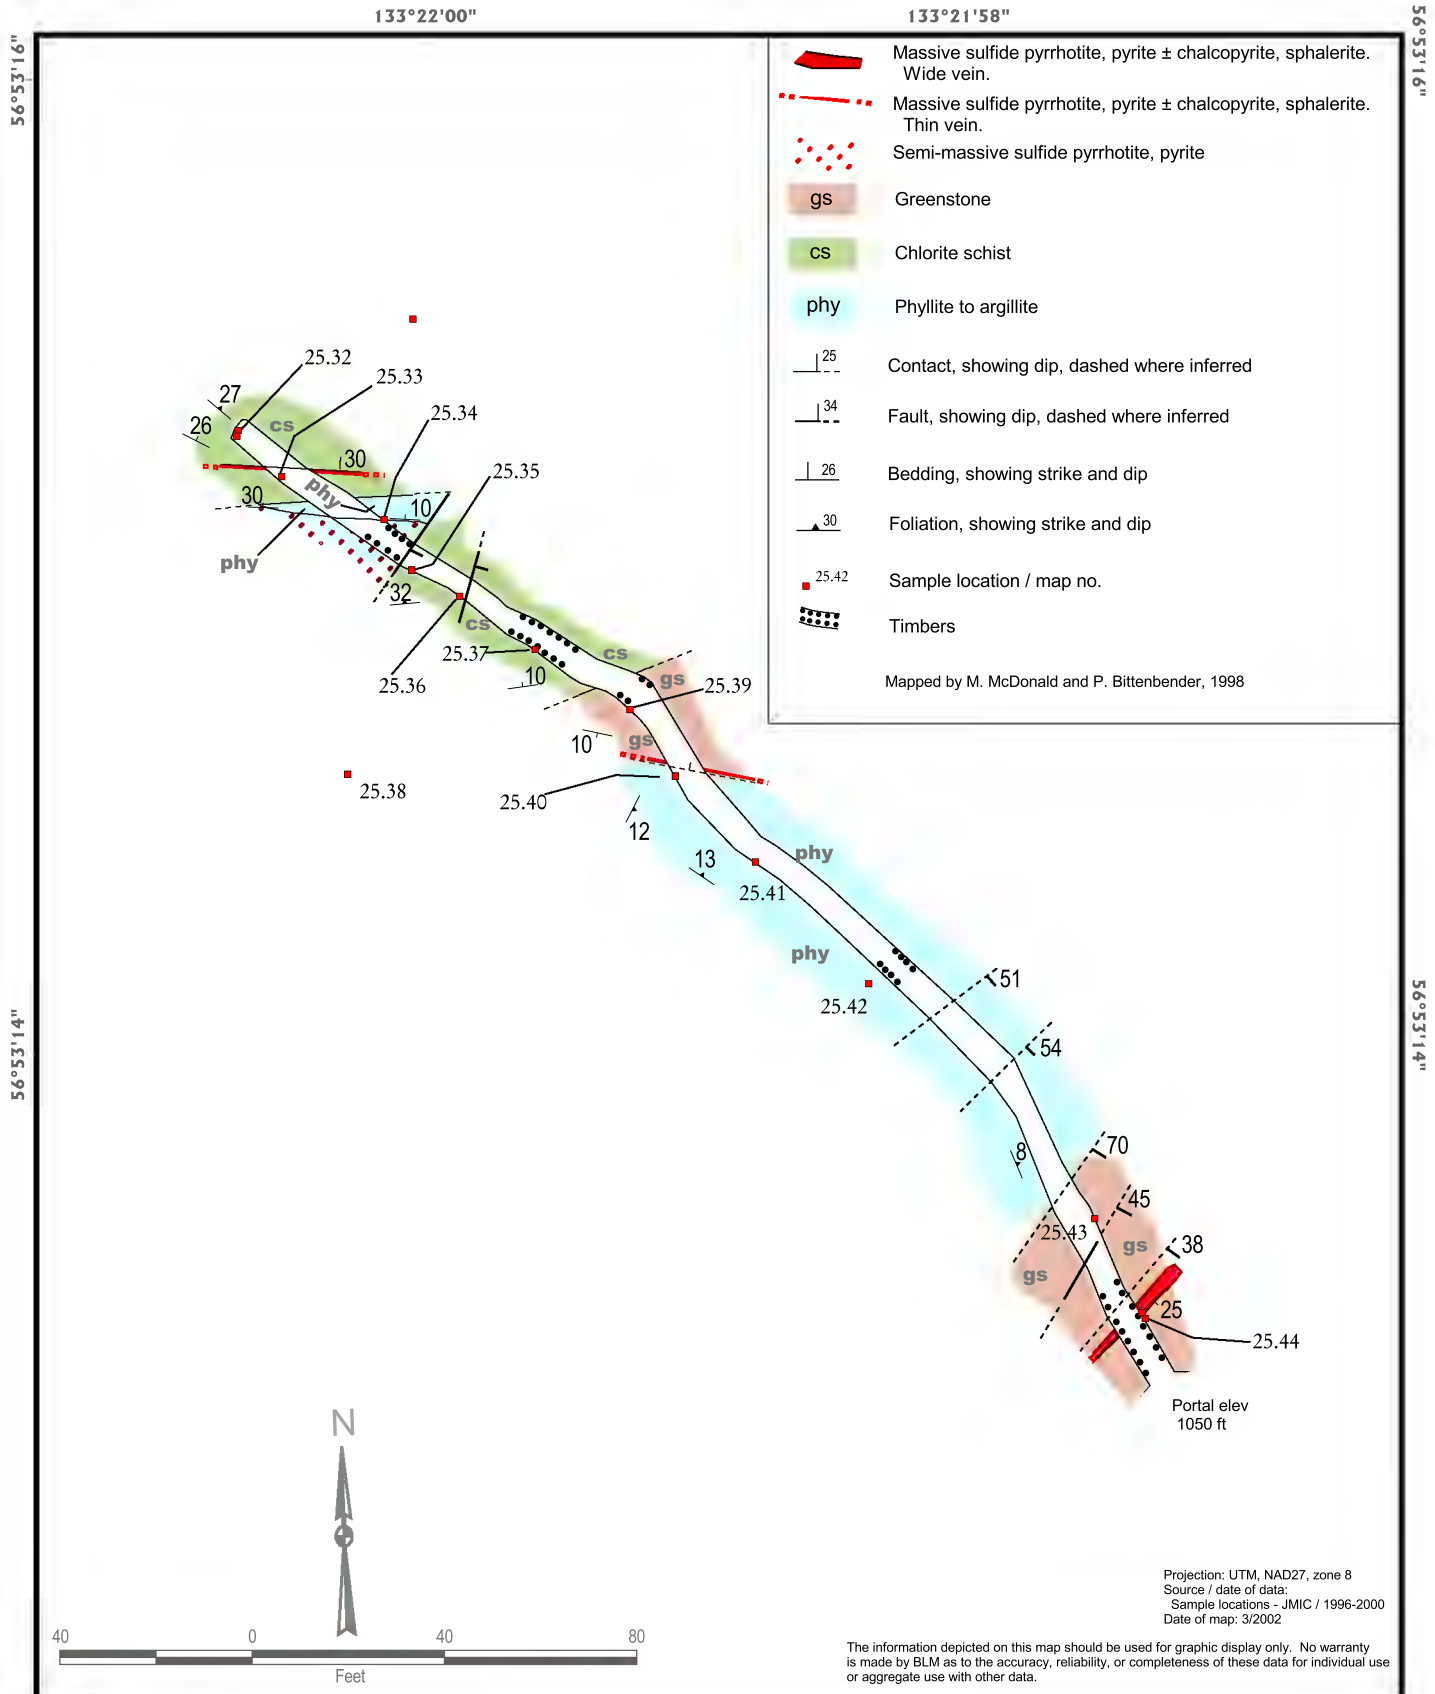 133°22'00"
133°21'58"
56°53'16"
56°53'16"
Massive sulfide pyrrhotite, pyrite ± chalcopyrite, sphalerite.
Wide vein.
Massive sulfide pyrrhotite, pyrite ± chalcopyrite, sphalerite.
Thin vein.
Semi-massive sulfide pyrrhotite, pyrite
gs
Greenstone
cs
Chlorite schist
phy
Phyllite to argillite
25
Contact, showing dip, dashed where inferred
34
Fault, showing dip, dashed where inferred
26
Bedding, showing strike and dip
30
Foliation, showing strike and dip
25.42
Sample location / map no.
Timbers
Mapped by M. McDonald and P. Bittenbender, 1998
25.32
25.33
27
25.34
26
cs
30
25.35
phy
30
10
phy
32
cs
25.37
cs
10
gs
25.36
25.39
10
gs
25.38
25.40
12
phy
13
25.41
phy
51
25.42
56°53'14"
56°53'14"
54
70
8
45
25.43
gs
38
gs
25
25.44
Portal elev
1050 ft
N
Projection: UTM, NAD27, zone 8
Source / date of data:
Sample locations - JMIC / 1996-2000
Date of map: 3/2002
40 0 40 80
Feet
The information depicted on this map should be used for graphic display only. No warranty
is made by BLM as to the accuracy, reliability, or completeness of these data for individual use
or aggregate use with other data.